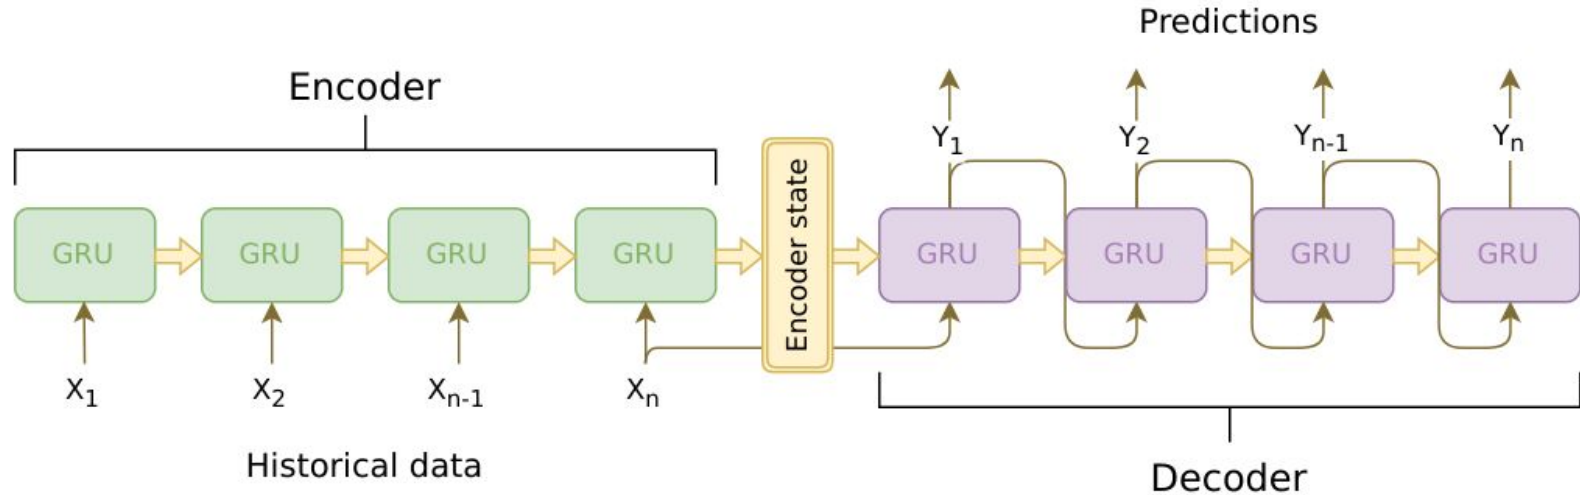 Predictions
Encoder
Y1 Y2 Yn-1 Yn
GRU GRU GRU GRU Encoder state GRU GRU GRU GRU
X1 X2 Xn-1 Xn
Historical data
Decoder